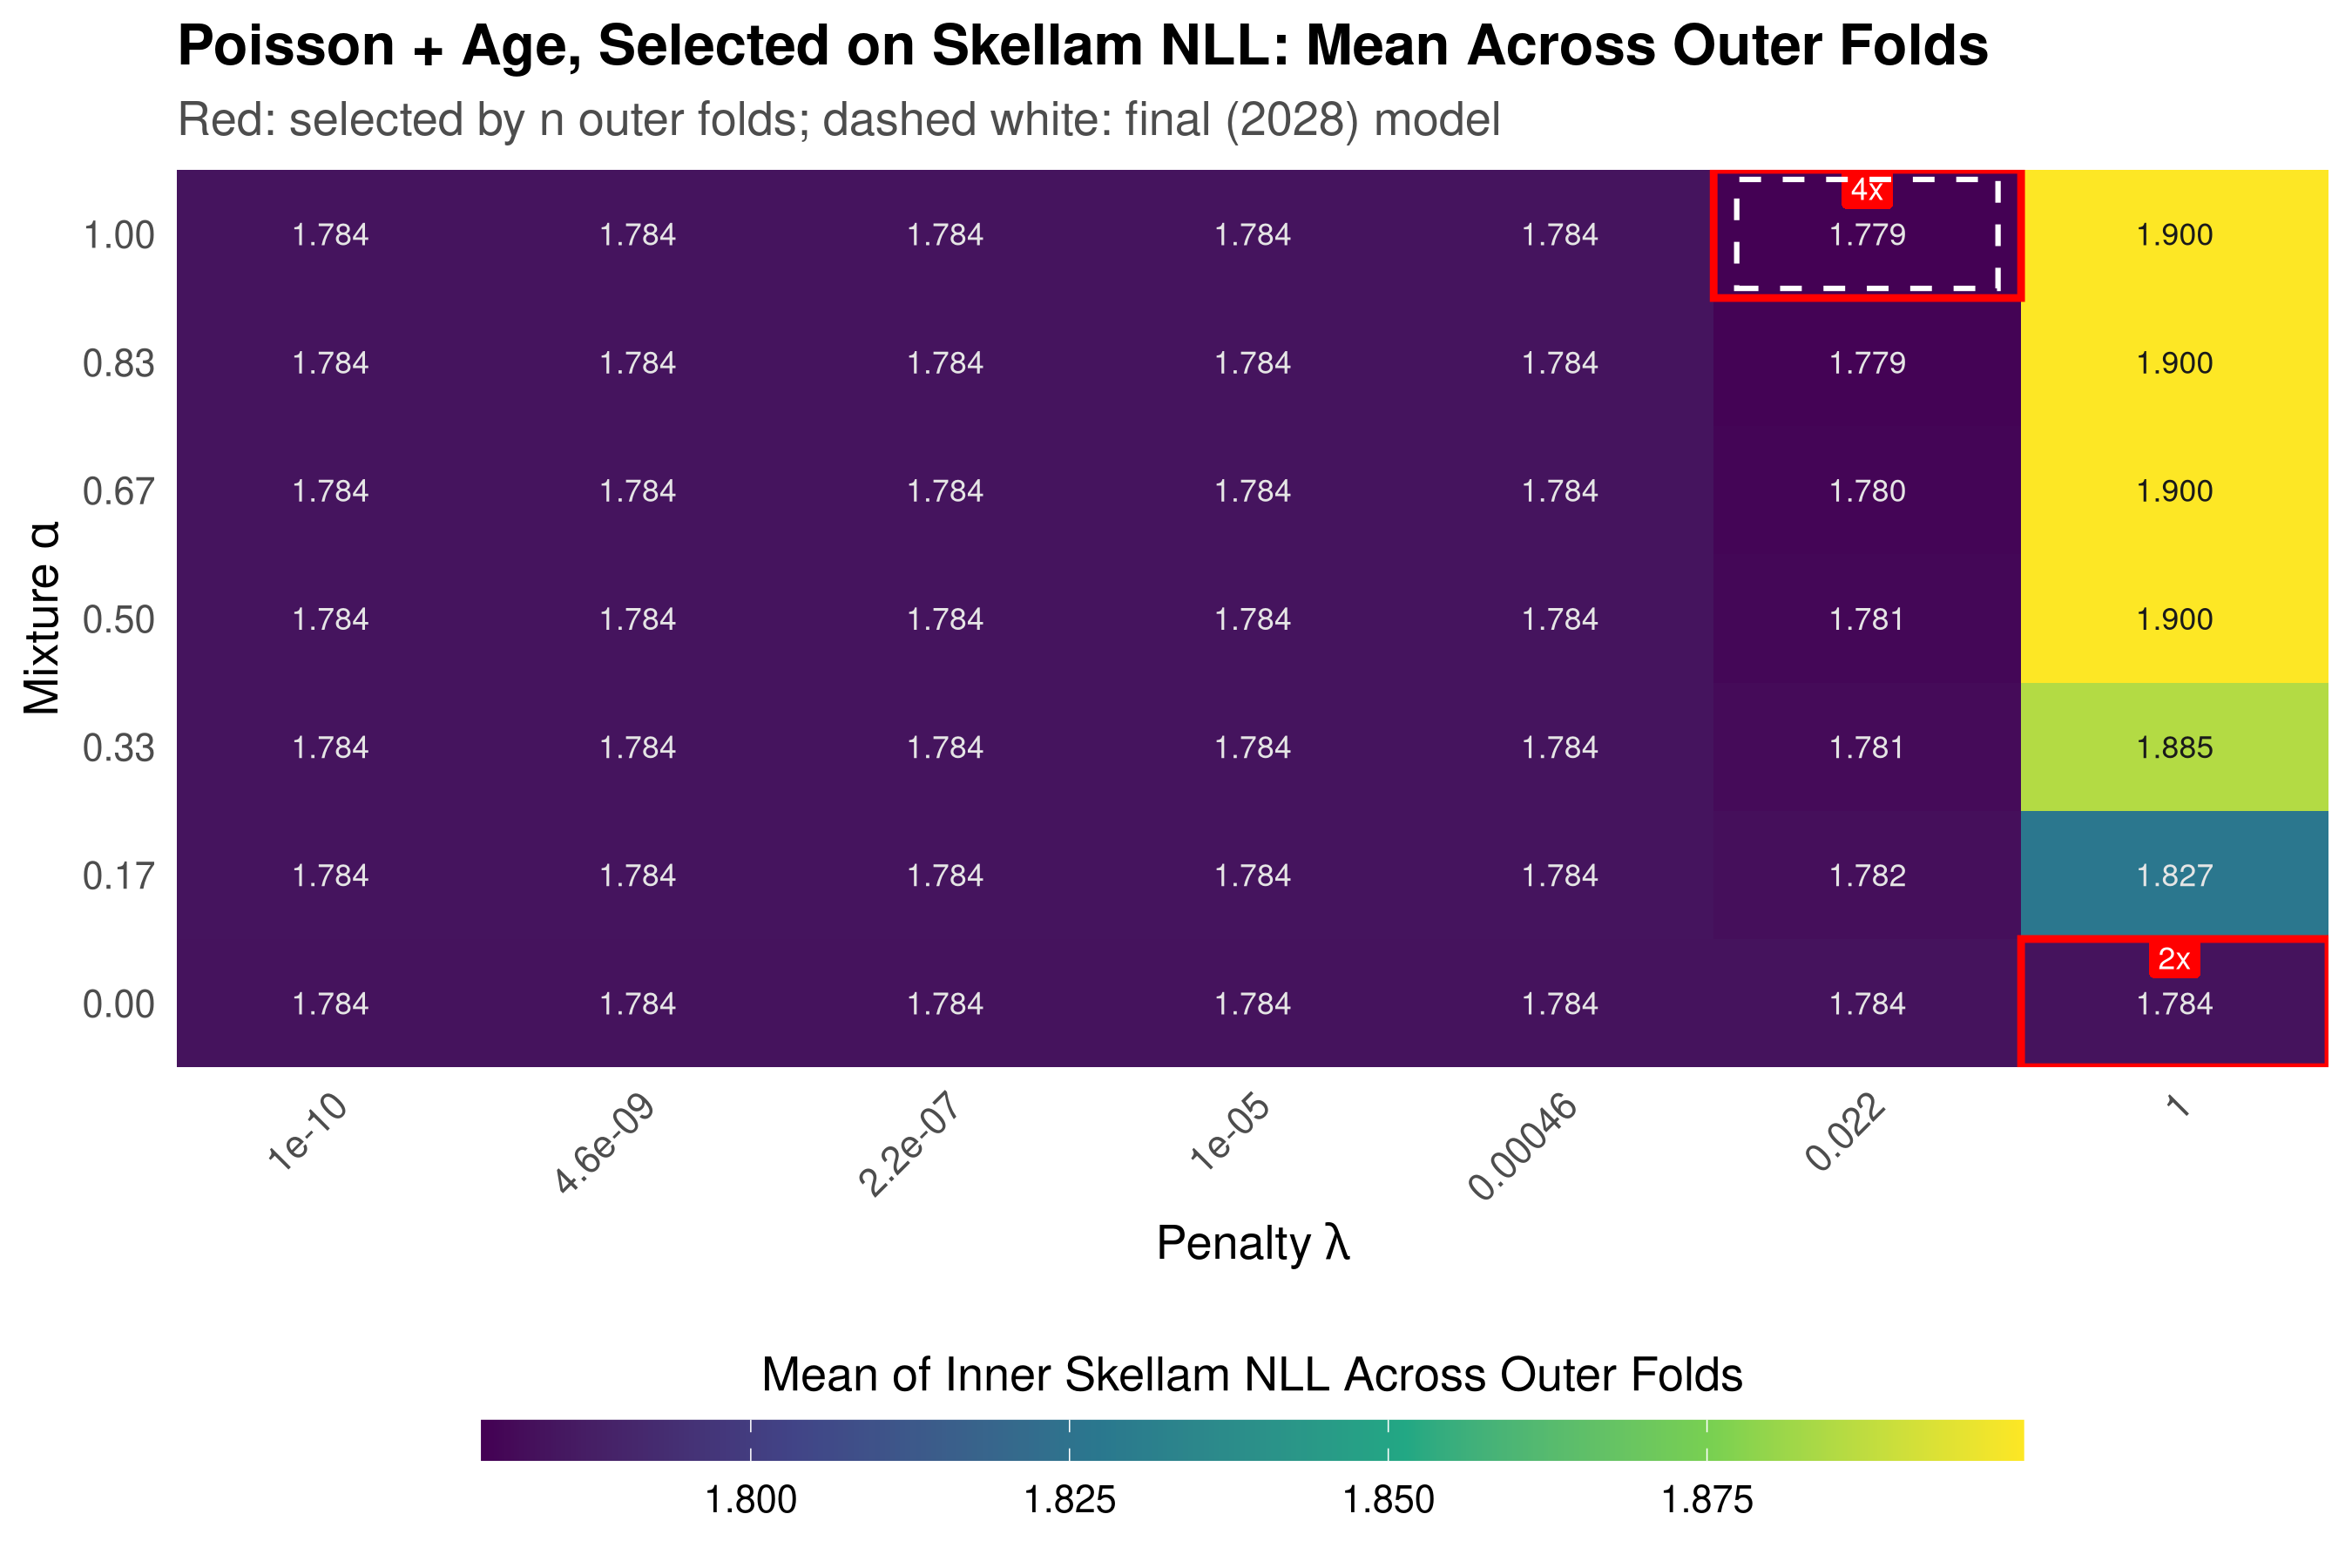 Poisson + Age, Selected on Skellam NLL: Mean Across Outer Folds
Red: selected by n outer folds; dashed white: final (2028) model
Mixture α
4x
1.00 1.784 1.784 1.784 1.784 1.784 1.779 1.900
0.83 1.784 1.784 1.784 1.784 1.784 1.779 1.900
0.67 1.784 1.784 1.784 1.784 1.784 1.780 1.900
0.50 1.784 1.784 1.784 1.784 1.784 1.781 1.900
0.33 1.784 1.784 1.784 1.784 1.784 1.781 1.885
0.17 1.784 1.784 1.784 1.784 1.784 1.782 1.827
2x
0.00 1.784 1.784 1.784 1.784 1.784 1.784 1.784
1e-10 4.6e-09 2.2e-07 1e-05 0.00046 0.022 1
Penalty λ
Mean of Inner Skellam NLL Across Outer Folds
1.800 1.825 1.850 1.875